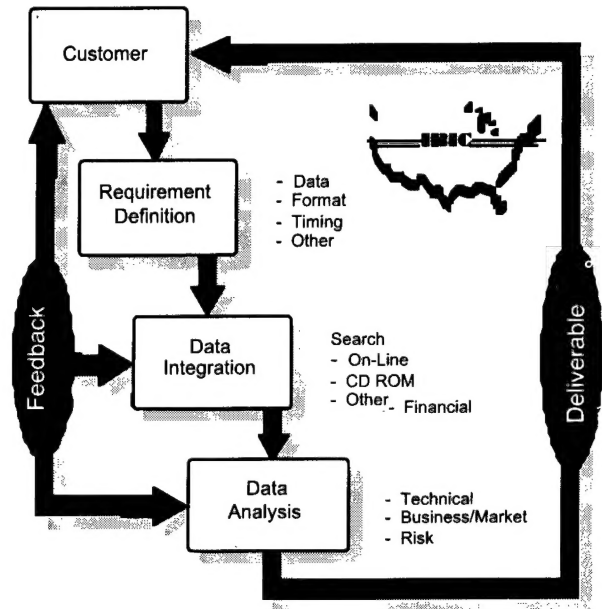 Customer
IBIC
Requirement
Definition
- Data
- Format
- Timing
- Other
Data
Integration
Search
- On-Line
- CD ROM
- Other
- Financial
Data
Analysis
- Technical
- Business/Market
- Risk
Feedback
Deliverable